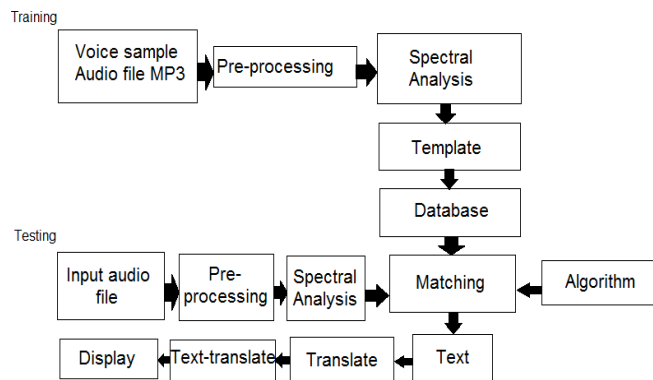 Training
Voice sample
Audio file MP3
Pre-processing
Spectral
Analysis
Template
Database
Testing
Input audio
file
Pre-
processing
Spectral
Analysis
Matching
Algorithm
Display
Text-translate
Translate
Text